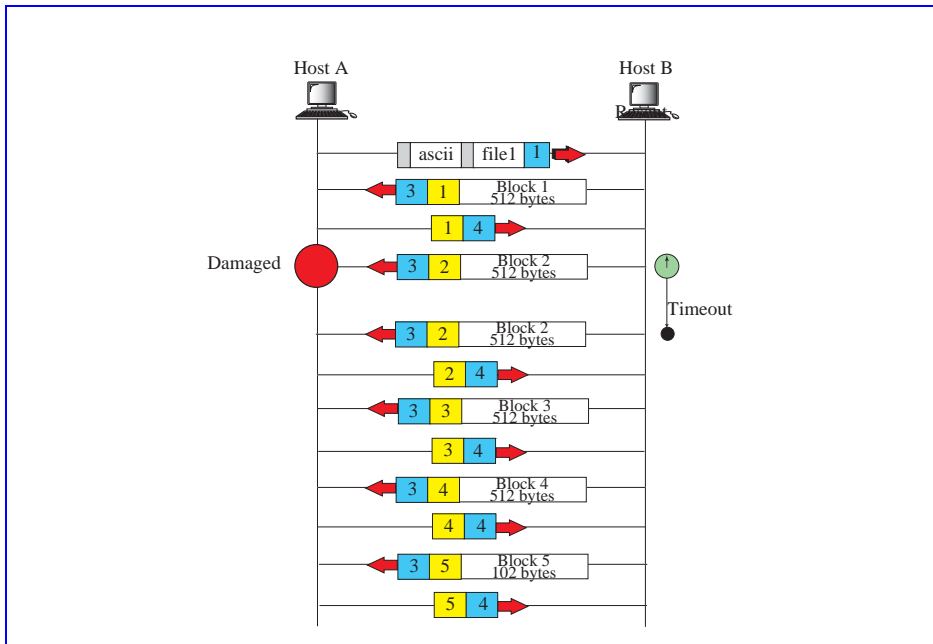 Host A
Host B
ascii file1 1
3 1 Block 1
512 bytes
1 4
Damaged
3 2 Block 2
512 bytes
Timeout
3 2 Block 2
512 bytes
2 4
3 3 Block 3
512 bytes
3 4
3 4 Block 4
512 bytes
4 4
3 5 Block 5
102 bytes
5 4